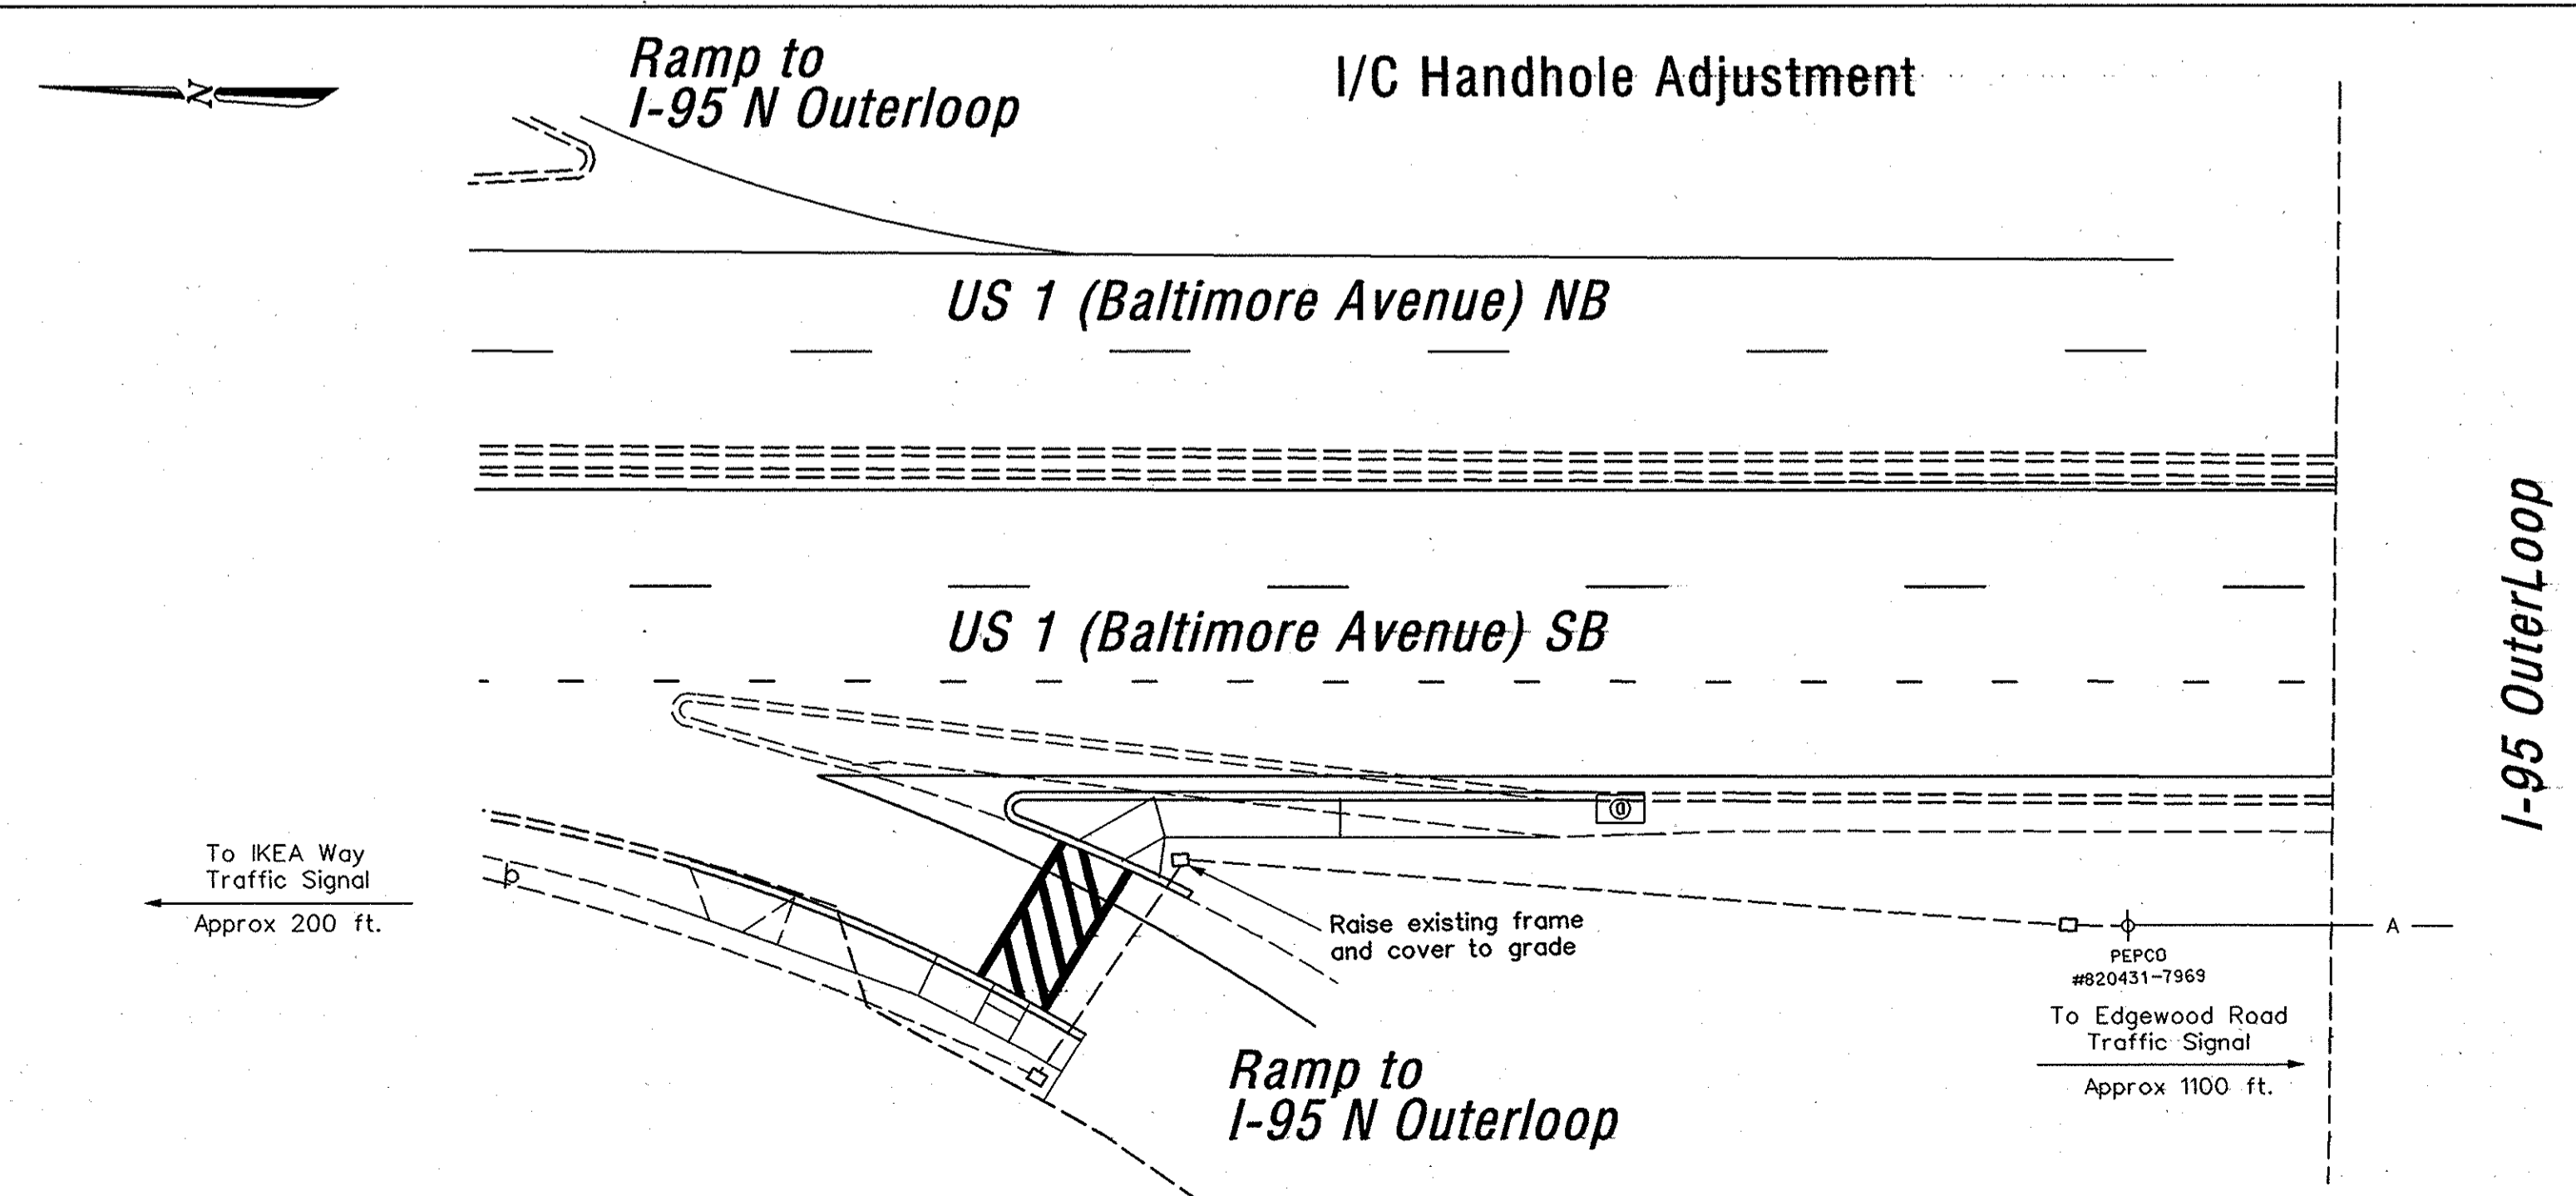 Ramp to
I-95 N Outerloop
I/C Handhole Adjustment
N
US 1 (Baltimore Avenue) NB
US 1 (Baltimore Avenue) SB
I-95 OuterLoop
To IKEA Way
Traffic Signal
Approx 200 ft.
Raise existing frame
and cover to grade
A
PEPCO
#820431-7969
To Edgewood Road
Traffic Signal
Approx 1100 ft.
Ramp to
I-95 N Outerloop